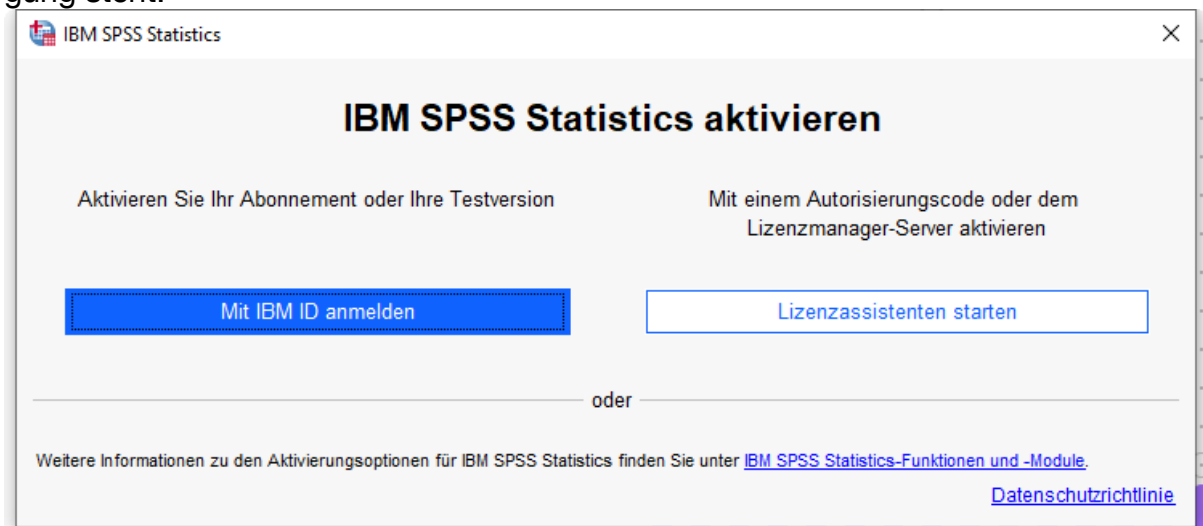 gung steht.
IBM SPSS Statistics
IBM SPSS Statistics aktivieren
Aktivieren Sie Ihr Abonnement oder Ihre Testversion
Mit einem Autorisierungscode oder dem
Lizenzmanager-Server aktivieren
Mit IBM ID anmelden
Lizenzassistenten starten
oder
Weitere Informationen zu den Aktivierungsoptionen für IBM SPSS Statistics finden Sie unter IBM SPSS Statistics-Funktionen und -Module.
Datenschutzrichtlinie